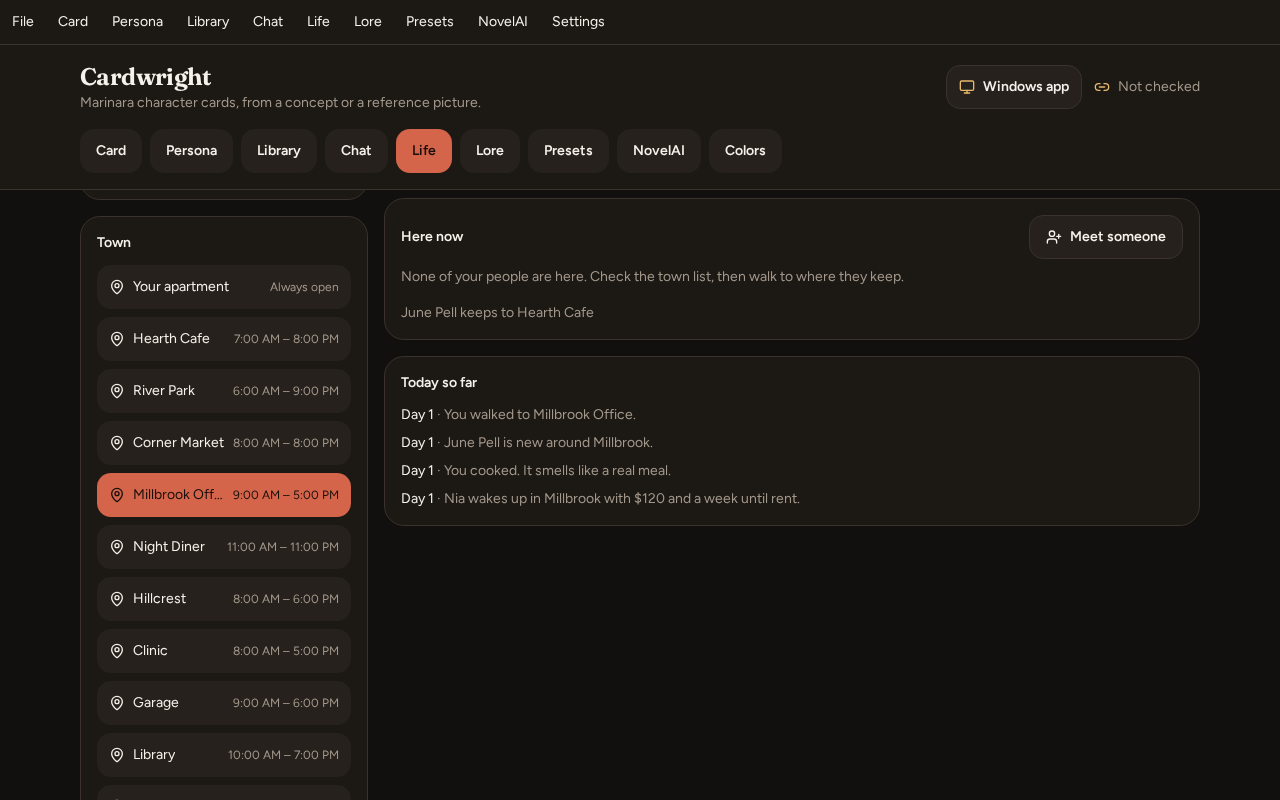 File Card Persona Library Chat Life Lore Presets NovelAI Settings
Cardwright
Marinara character cards, from a concept or a reference picture.
Windows app
Not checked
Card Persona Library Chat Life Lore Presets NovelAI Colors
Town
Your apartment Always open
Hearth Cafe 7:00 AM – 8:00 PM
River Park 6:00 AM – 9:00 PM
Corner Market 8:00 AM – 8:00 PM
Millbrook Off... 9:00 AM – 5:00 PM
Night Diner 11:00 AM – 11:00 PM
Hillcrest 8:00 AM – 6:00 PM
Clinic 8:00 AM – 5:00 PM
Garage 9:00 AM – 6:00 PM
Library 10:00 AM – 7:00 PM
Here now
Meet someone
None of your people are here. Check the town list, then walk to where they keep.
June Pell keeps to Hearth Cafe
Today so far
Day 1 · You walked to Millbrook Office.
Day 1 · June Pell is new around Millbrook.
Day 1 · You cooked. It smells like a real meal.
Day 1 · Nia wakes up in Millbrook with $120 and a week until rent.